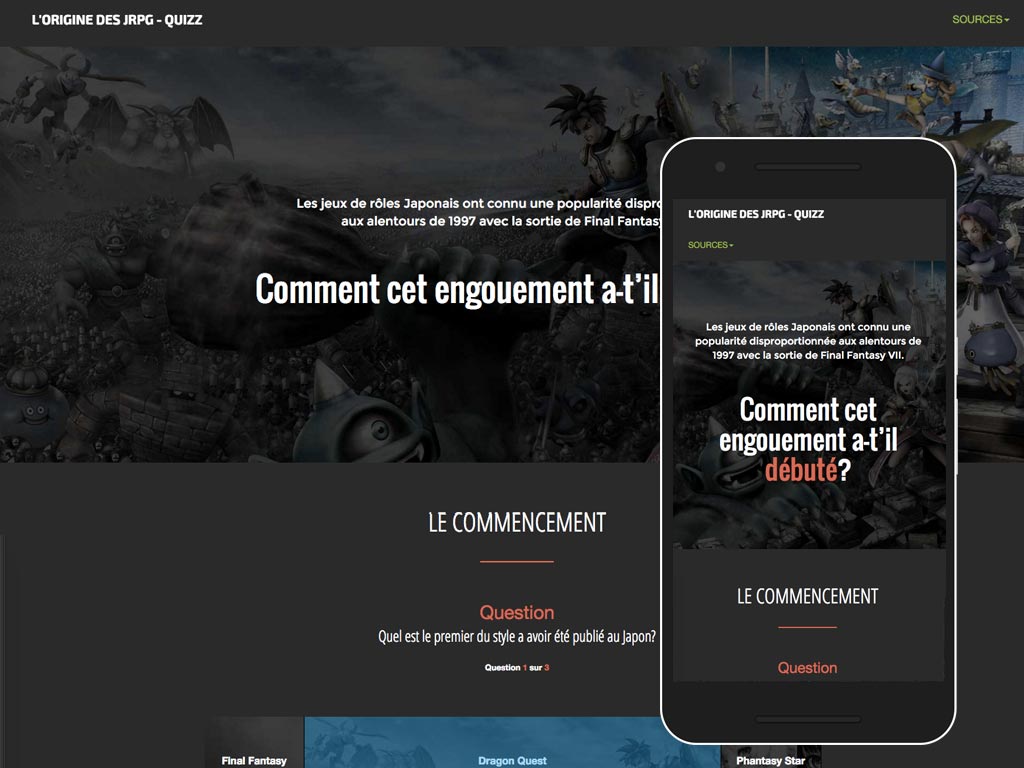 L'ORIGINE DES JRPG - QUIZZ
SOURCES
Les jeux de rôles Japonais ont connu une popularité dispro
aux alentours de 1997 avec la sortie de Final Fantasy
Comment cet engouement a-t'il
LE COMMENCEMENT
Question
Quel est le premier du style a avoir été publié au Japon?
Question 1 sur 3
Final Fantasy
Dragon Quest
Phantasy Star
L'ORIGINE DES JRPG - QUIZZ
SOURCES
Les jeux de rôles Japonais ont connu une
popularité disproportionnée aux alentours de
1997 avec la sortie de Final Fantasy VII.
Comment cet
engouement a-t'il
débuté?
LE COMMENCEMENT
Question